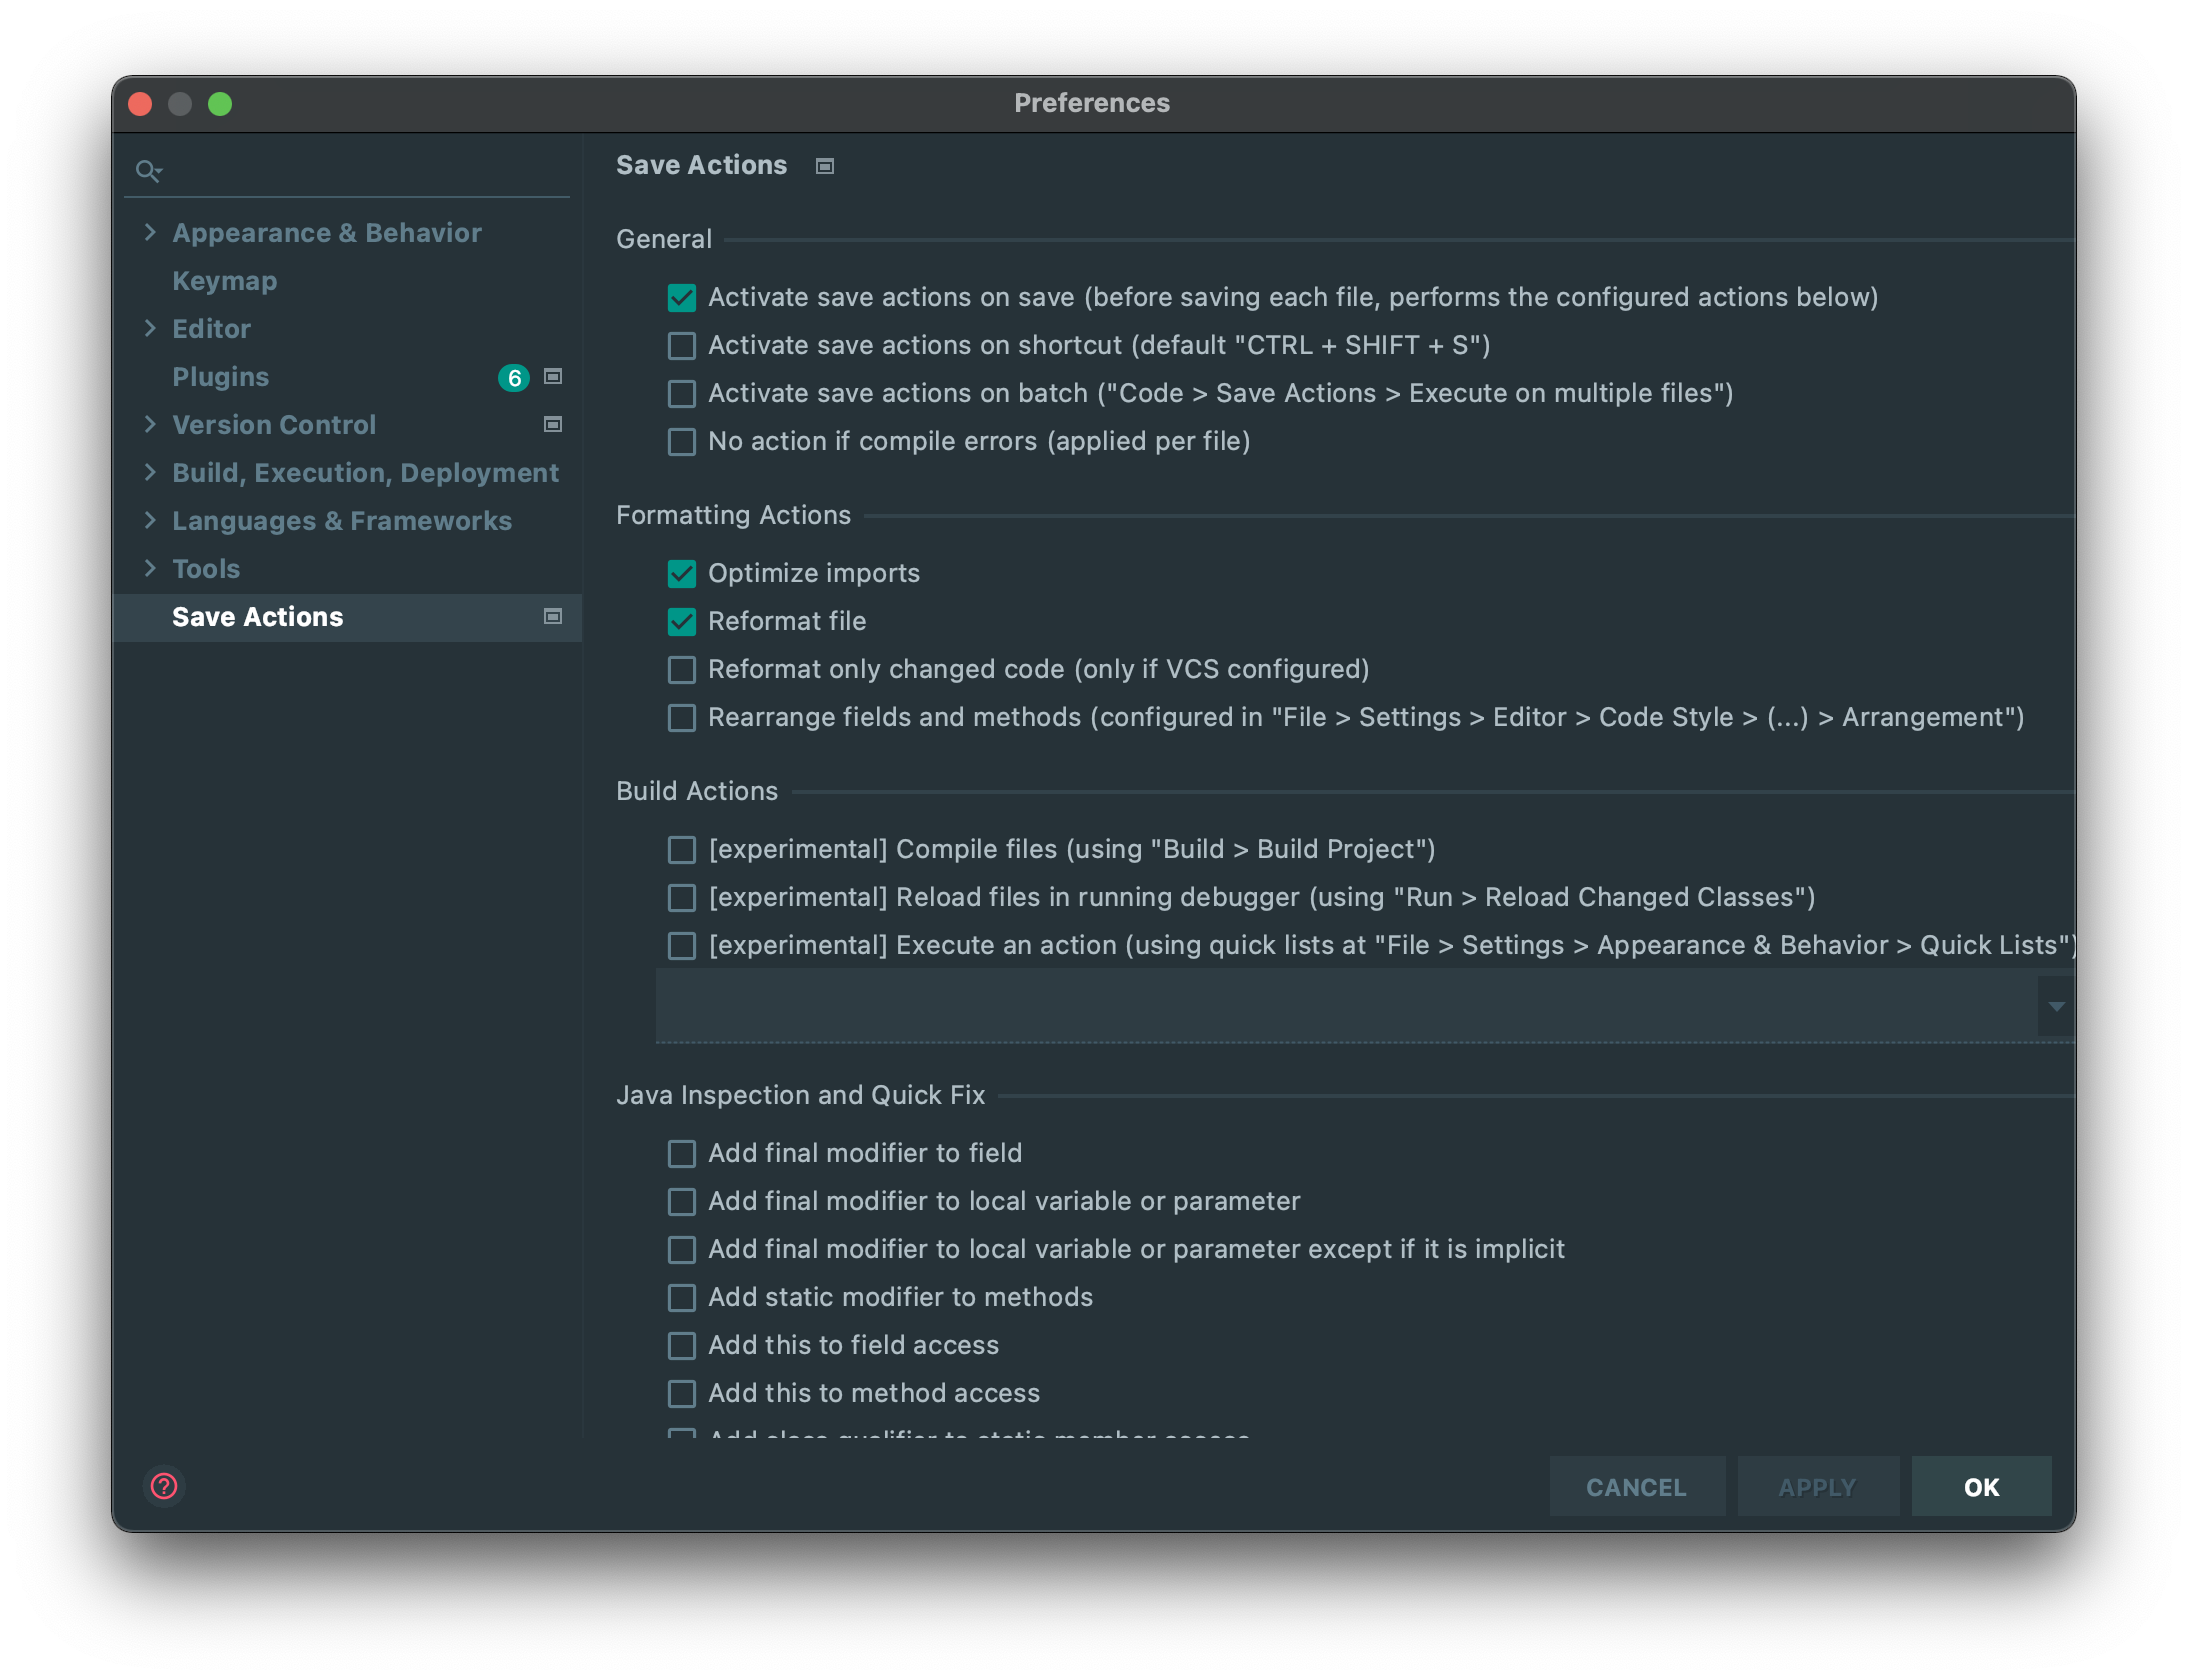 Preferences
Save Actions
Appearance & Behavior
Keymap
Editor
Plugins 6
Version Control
Build, Execution, Deployment
Languages & Frameworks
Tools
Save Actions
General
Activate save actions on save (before saving each file, performs the configured actions below)
Activate save actions on shortcut (default "CTRL + SHIFT + S")
Activate save actions on batch ("Code > Save Actions > Execute on multiple files")
No action if compile errors (applied per file)
Formatting Actions
Optimize imports
Reformat file
Reformat only changed code (only if VCS configured)
Rearrange fields and methods (configured in "File > Settings > Editor > Code Style > (...) > Arrangement")
Build Actions
[experimental] Compile files (using "Build > Build Project")
[experimental] Reload files in running debugger (using "Run > Reload Changed Classes")
[experimental] Execute an action (using quick lists at "File > Settings > Appearance & Behavior > Quick Lists")
Java Inspection and Quick Fix
Add final modifier to field
Add final modifier to local variable or parameter
Add final modifier to local variable or parameter except if it is implicit
Add static modifier to methods
Add this to field access
Add this to method access
Add class qualifier to static member access
?
CANCEL
APPLY
OK